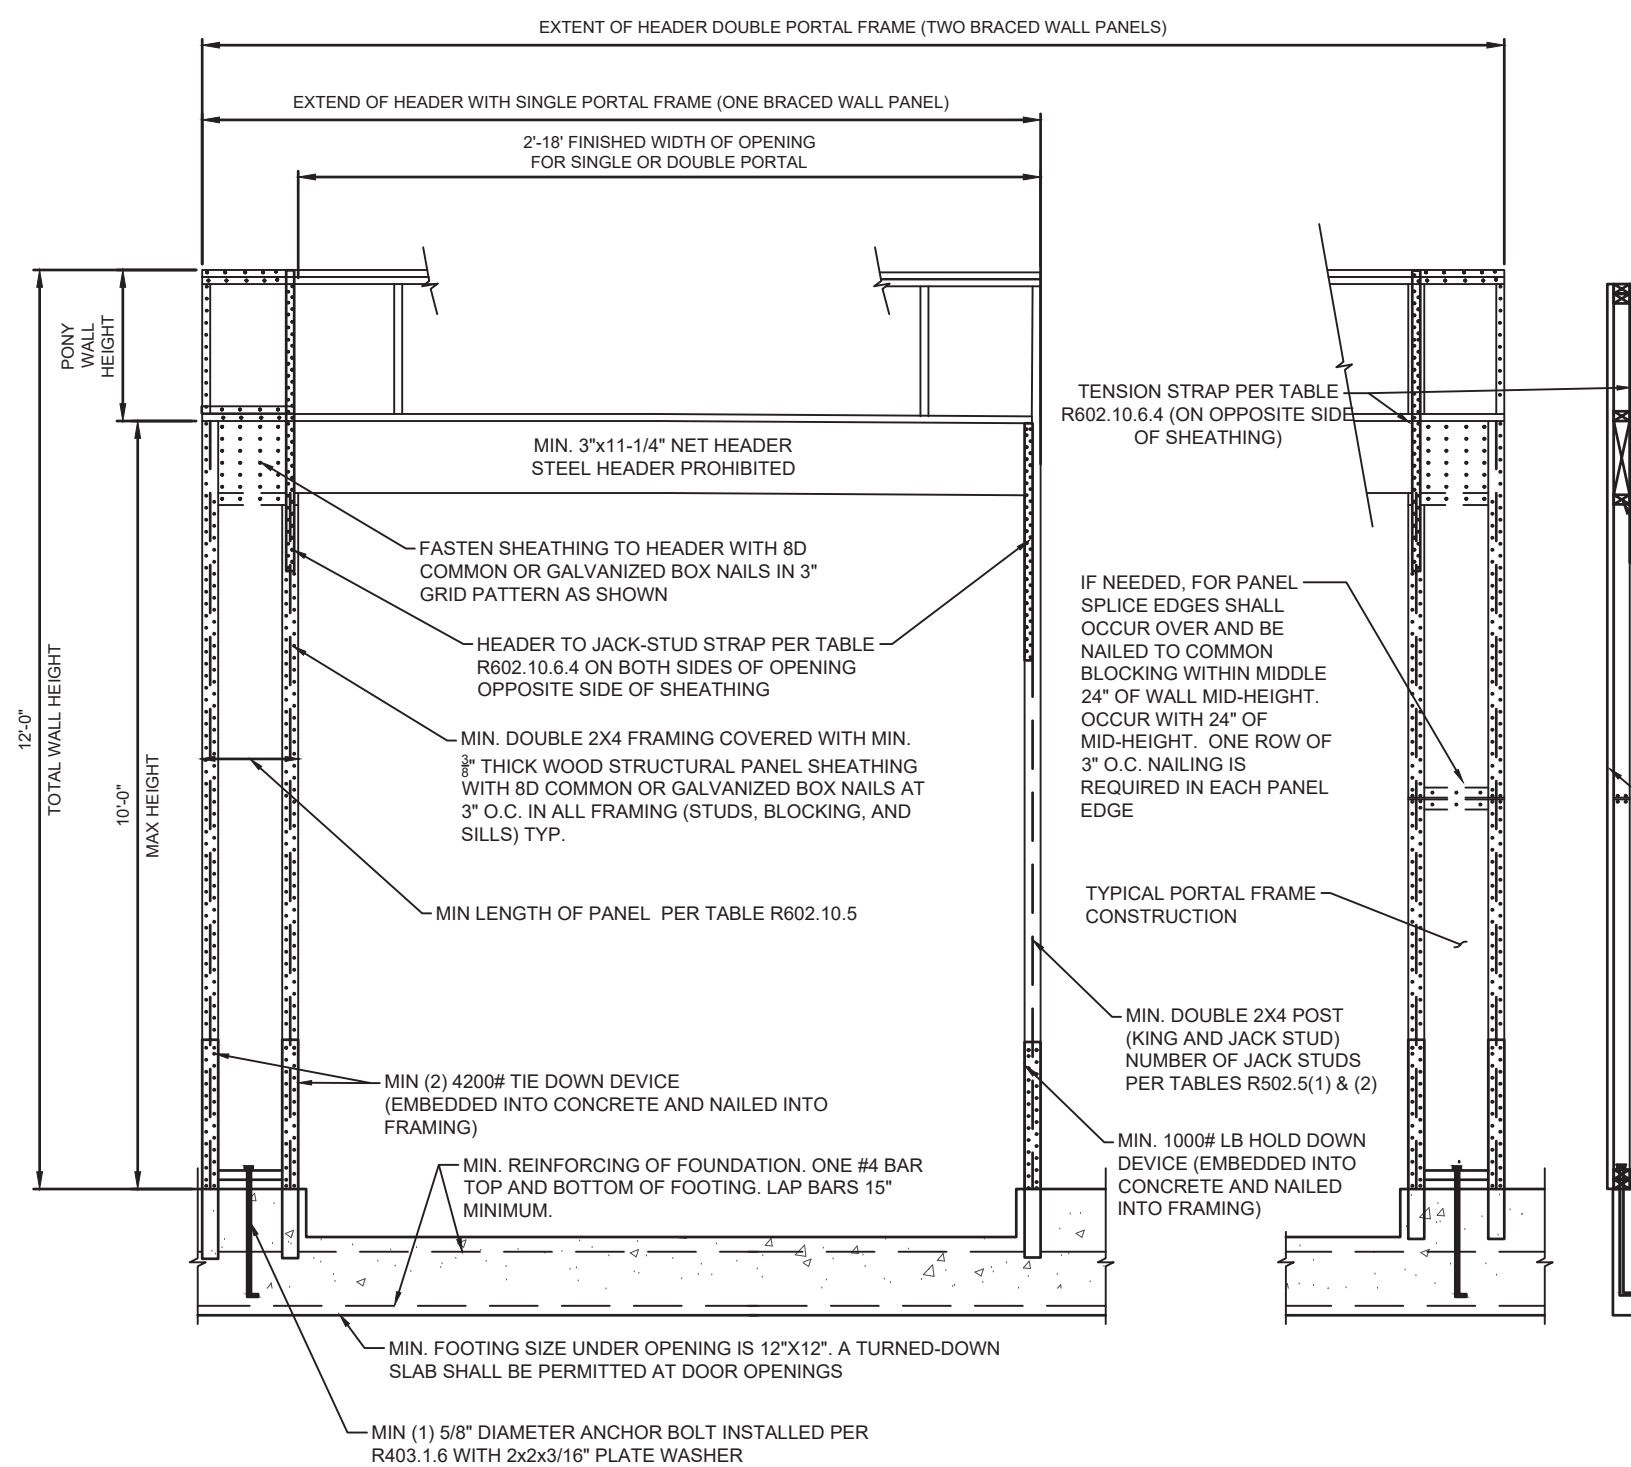 EXTENT OF HEADER DOUBLE PORTAL FRAME (TWO BRACED WALL PANELS)
EXTEND OF HEADER WITH SINGLE PORTAL FRAME (ONE BRACED WALL PANEL)
2'-18' FINISHED WIDTH OF OPENING
FOR SINGLE OR DOUBLE PORTAL
PONY
WALL
HEIGHT
12'-0"
TOTAL WALL HEIGHT
10'-0"
MAX HEIGHT
MIN. 3"x11-1/4" NET HEADER
STEEL HEADER PROHIBITED
TENSION STRAP PER TABLE
R602.10.6.4 (ON OPPOSITE SIDE
OF SHEATHING)
FASTEN SHEATHING TO HEADER WITH 8D
COMMON OR GALVANIZED BOX NAILS IN 3"
GRID PATTERN AS SHOWN
HEADER TO JACK-STUD STRAP PER TABLE
R602.10.6.4 ON BOTH SIDES OF OPENING
OPPOSITE SIDE OF SHEATHING
IF NEEDED, FOR PANEL
SPLICE EDGES SHALL
OCCUR OVER AND BE
NAILED TO COMMON
BLOCKING WITHIN MIDDLE
24" OF WALL MID-HEIGHT.
OCCUR WITH 24" OF
MID-HEIGHT. ONE ROW OF
3" O.C. NAILING IS
REQUIRED IN EACH PANEL
EDGE
MIN. DOUBLE 2X4 FRAMING COVERED WITH MIN.
3/8" THICK WOOD STRUCTURAL PANEL SHEATHING
WITH 8D COMMON OR GALVANIZED BOX NAILS AT
3" O.C. IN ALL FRAMING (STUDS, BLOCKING, AND
SILLS) TYP.
MIN LENGTH OF PANEL PER TABLE R602.10.5
TYPICAL PORTAL FRAME
CONSTRUCTION
MIN. DOUBLE 2X4 POST
(KING AND JACK STUD)
NUMBER OF JACK STUDS
PER TABLES R502.5(1) & (2)
MIN (2) 4200# TIE DOWN DEVICE
(EMBEDDED INTO CONCRETE AND NAILED INTO
FRAMING)
MIN. 1000# LB HOLD DOWN
DEVICE (EMBEDDED INTO
CONCRETE AND NAILED
INTO FRAMING)
MIN. REINFORCING OF FOUNDATION. ONE #4 BAR
TOP AND BOTTOM OF FOOTING. LAP BARS 15"
MINIMUM.
MIN. FOOTING SIZE UNDER OPENING IS 12"X12". A TURNED-DOWN
SLAB SHALL BE PERMITTED AT DOOR OPENINGS
MIN (1) 5/8" DIAMETER ANCHOR BOLT INSTALLED PER
R403.1.6 WITH 2x2x3/16" PLATE WASHER